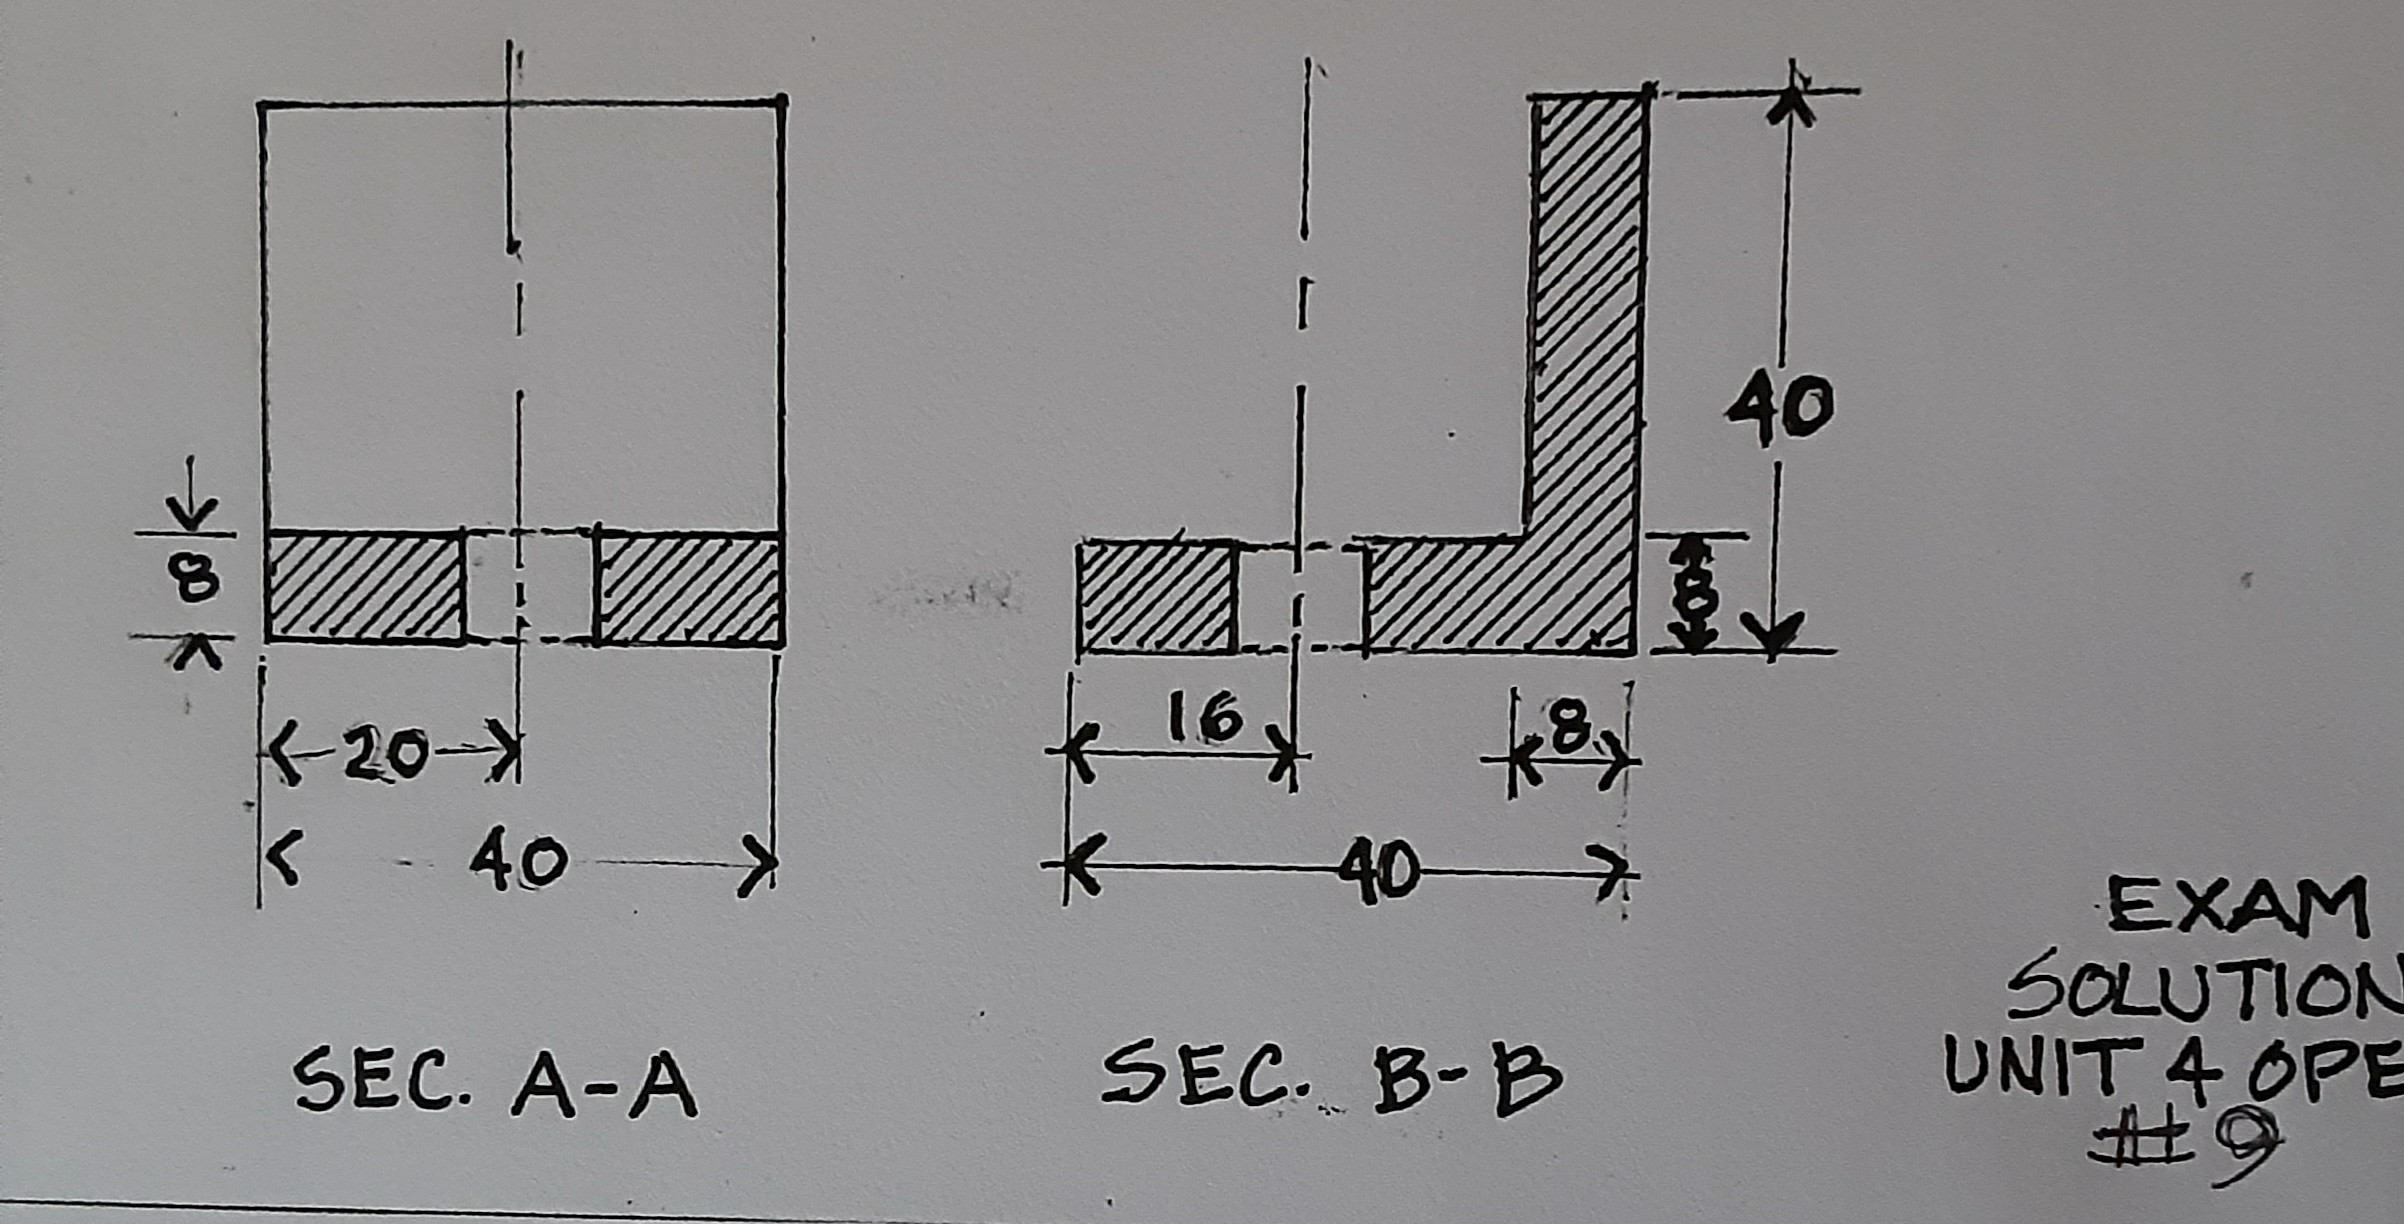 8
20
40
SEC. A-A
40
8
16
8
40
SEC. B-B
EXAM
SOLUTION
UNIT 4 OPE
#9